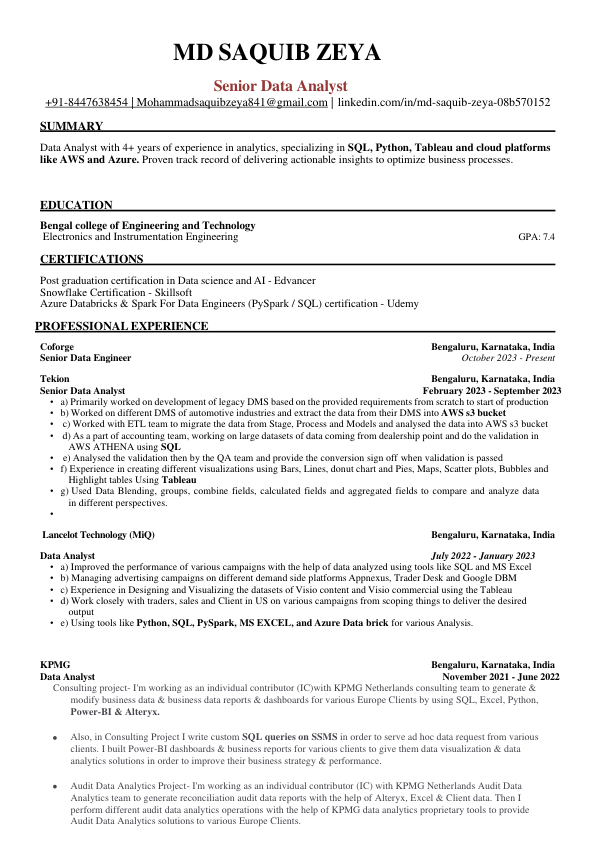 MD SAQUIB ZEYA
Senior Data Analyst
+91-8447638454 | Mohammadsaquibzeya841@gmail.com | linkedin.com/in/md-saquib-zeya-08b570152
SUMMARY
Data Analyst with 4+ years of experience in analytics, specializing in SQL, Python, Tableau and cloud platforms
like AWS and Azure. Proven track record of delivering actionable insights to optimize business processes.
EDUCATION
Bengal college of Engineering and Technology
Electronics and Instrumentation Engineering GPA: 7.4
CERTIFICATIONS
Post graduation certification in Data science and AI - Edvancer
Snowflake Certification - Skillsoft
Azure Databricks & Spark For Data Engineers (PySpark / SQL) certification - Udemy
PROFESSIONAL EXPERIENCE
Coforge Bengaluru, Karnataka, India
Senior Data Engineer October 2023 - Present
Tekion Bengaluru, Karnataka, India
Senior Data Analyst February 2023 - September 2023
• a) Primarily worked on development of legacy DMS based on the provided requirements from scratch to start of production
• b) Worked on different DMS of automotive industries and extract the data from their DMS into AWS s3 bucket
• c) Worked with ETL team to migrate the data from Stage, Process and Models and analysed the data into AWS s3 bucket
• d) As a part of accounting team, working on large datasets of data coming from dealership point and do the validation in
AWS ATHENA using SQL
• e) Analysed the validation then by the QA team and provide the conversion sign off when validation is passed
• f) Experience in creating different visualizations using Bars, Lines, donut chart and Pies, Maps, Scatter plots, Bubbles and
Highlight tables Using Tableau
• g) Used Data Blending, groups, combine fields, calculated fields and aggregated fields to compare and analyze data
in different perspectives.
•
Lancelot Technology (MiQ) Bengaluru, Karnataka, India
Data Analyst July 2022 - January 2023
• a) Improved the performance of various campaigns with the help of data analyzed using tools like SQL and MS Excel
• b) Managing advertising campaigns on different demand side platforms Appnexus, Trader Desk and Google DBM
• c) Experience in Designing and Visualizing the datasets of Visio content and Visio commercial using the Tableau
• d) Work closely with traders, sales and Client in US on various campaigns from scoping things to deliver the desired
output
• e) Using tools like Python, SQL, PySpark, MS EXCEL, and Azure Data brick for various Analysis.
KPMG Bengaluru, Karnataka, India
Data Analyst November 2021 - June 2022
Consulting project- I'm working as an individual contributor (IC)with KPMG Netherlands consulting team to generate &
modify business data & business data reports & dashboards for various Europe Clients by using SQL, Excel, Python,
Power-BI & Alteryx.
• Also, in Consulting Project I write custom SQL queries on SSMS in order to serve ad hoc data request from various
clients. I built Power-BI dashboards & business reports for various clients to give them data visualization & data
analytics solutions in order to improve their business strategy & performance.
• Audit Data Analytics Project- I'm working as an individual contributor (IC) with KPMG Netherlands Audit Data
Analytics team to generate reconciliation audit data reports with the help of Alteryx, Excel & Client data. Then I
perform different audit data analytics operations with the help of KPMG data analytics proprietary tools to provide
Audit Data Analytics solutions to various Europe Clients.